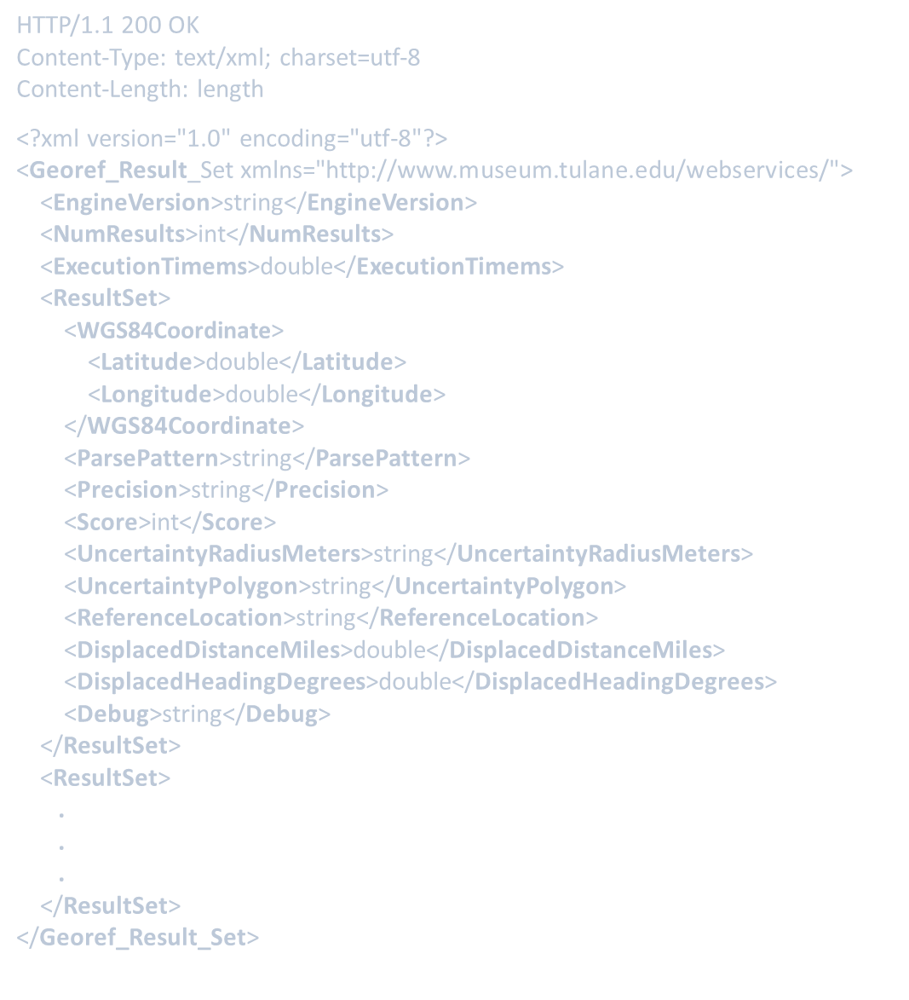 HTTP/1.1 200 OK
Content-Type: text/xml; charset=utf-8
Content-Length: length
<?xml version="1.0" encoding="utf-8"?>
<Georef_Result_Set xmlns="http://www.museum.tulane.edu/webservices/">
<EngineVersion>string</EngineVersion>
<NumResults>int</NumResults>
<ExecutionTimems>double</ExecutionTimems>
<ResultSet>
<WGS84Coordinate>
<Latitude>double</Latitude>
<Longitude>double</Longitude>
</WGS84Coordinate>
<ParsePattern>string</ParsePattern>
<Precision>string</Precision>
<Score>int</Score>
<UncertaintyRadiusMeters>string</UncertaintyRadiusMeters>
<UncertaintyPolygon>string</UncertaintyPolygon>
<ReferenceLocation>string</ReferenceLocation>
<DisplacedDistanceMiles>double</DisplacedDistanceMiles>
<DisplacedHeadingDegrees>double</DisplacedHeadingDegrees>
<Debug>string</Debug>
</ResultSet>
<ResultSet>
.
.
.
</ResultSet>
</Georef_Result_Set>